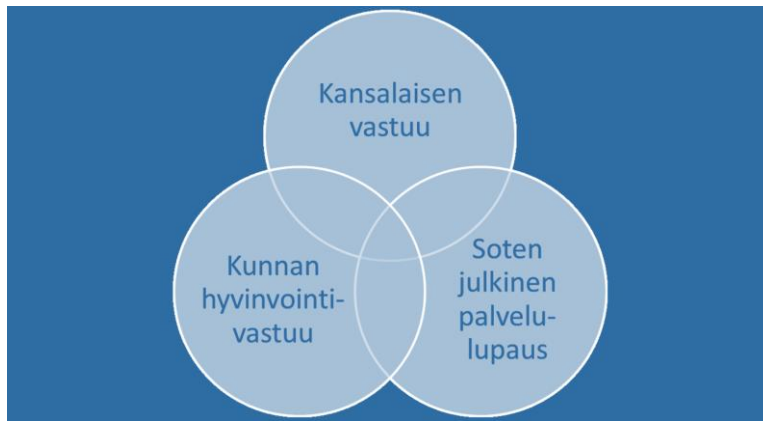 Kansalaisen
vastuu
Kunnan
hyvinvointi-
vastuu
Soten
julkinen
palvelu-
lupaus